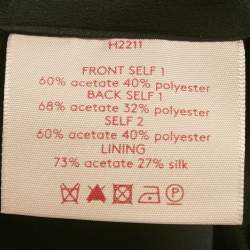 H2211
FRONT SELF 1
60% acetate 40% polyester
BACK SELF 1
68% acetate 32% polyester
SELF 2
60% acetate 40% polyester
LINING
73% acetate 27% silk
P